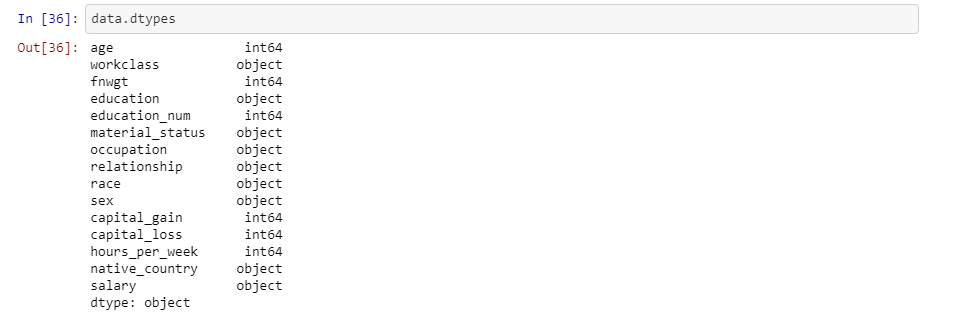 In [36]: data.dtypes
Out[36]: age int64
workclass object
fnwgt int64
education object
education_num int64
material_status object
occupation object
relationship object
race object
sex object
capital_gain int64
capital_loss int64
hours_per_week int64
native_country object
salary object
dtype: object